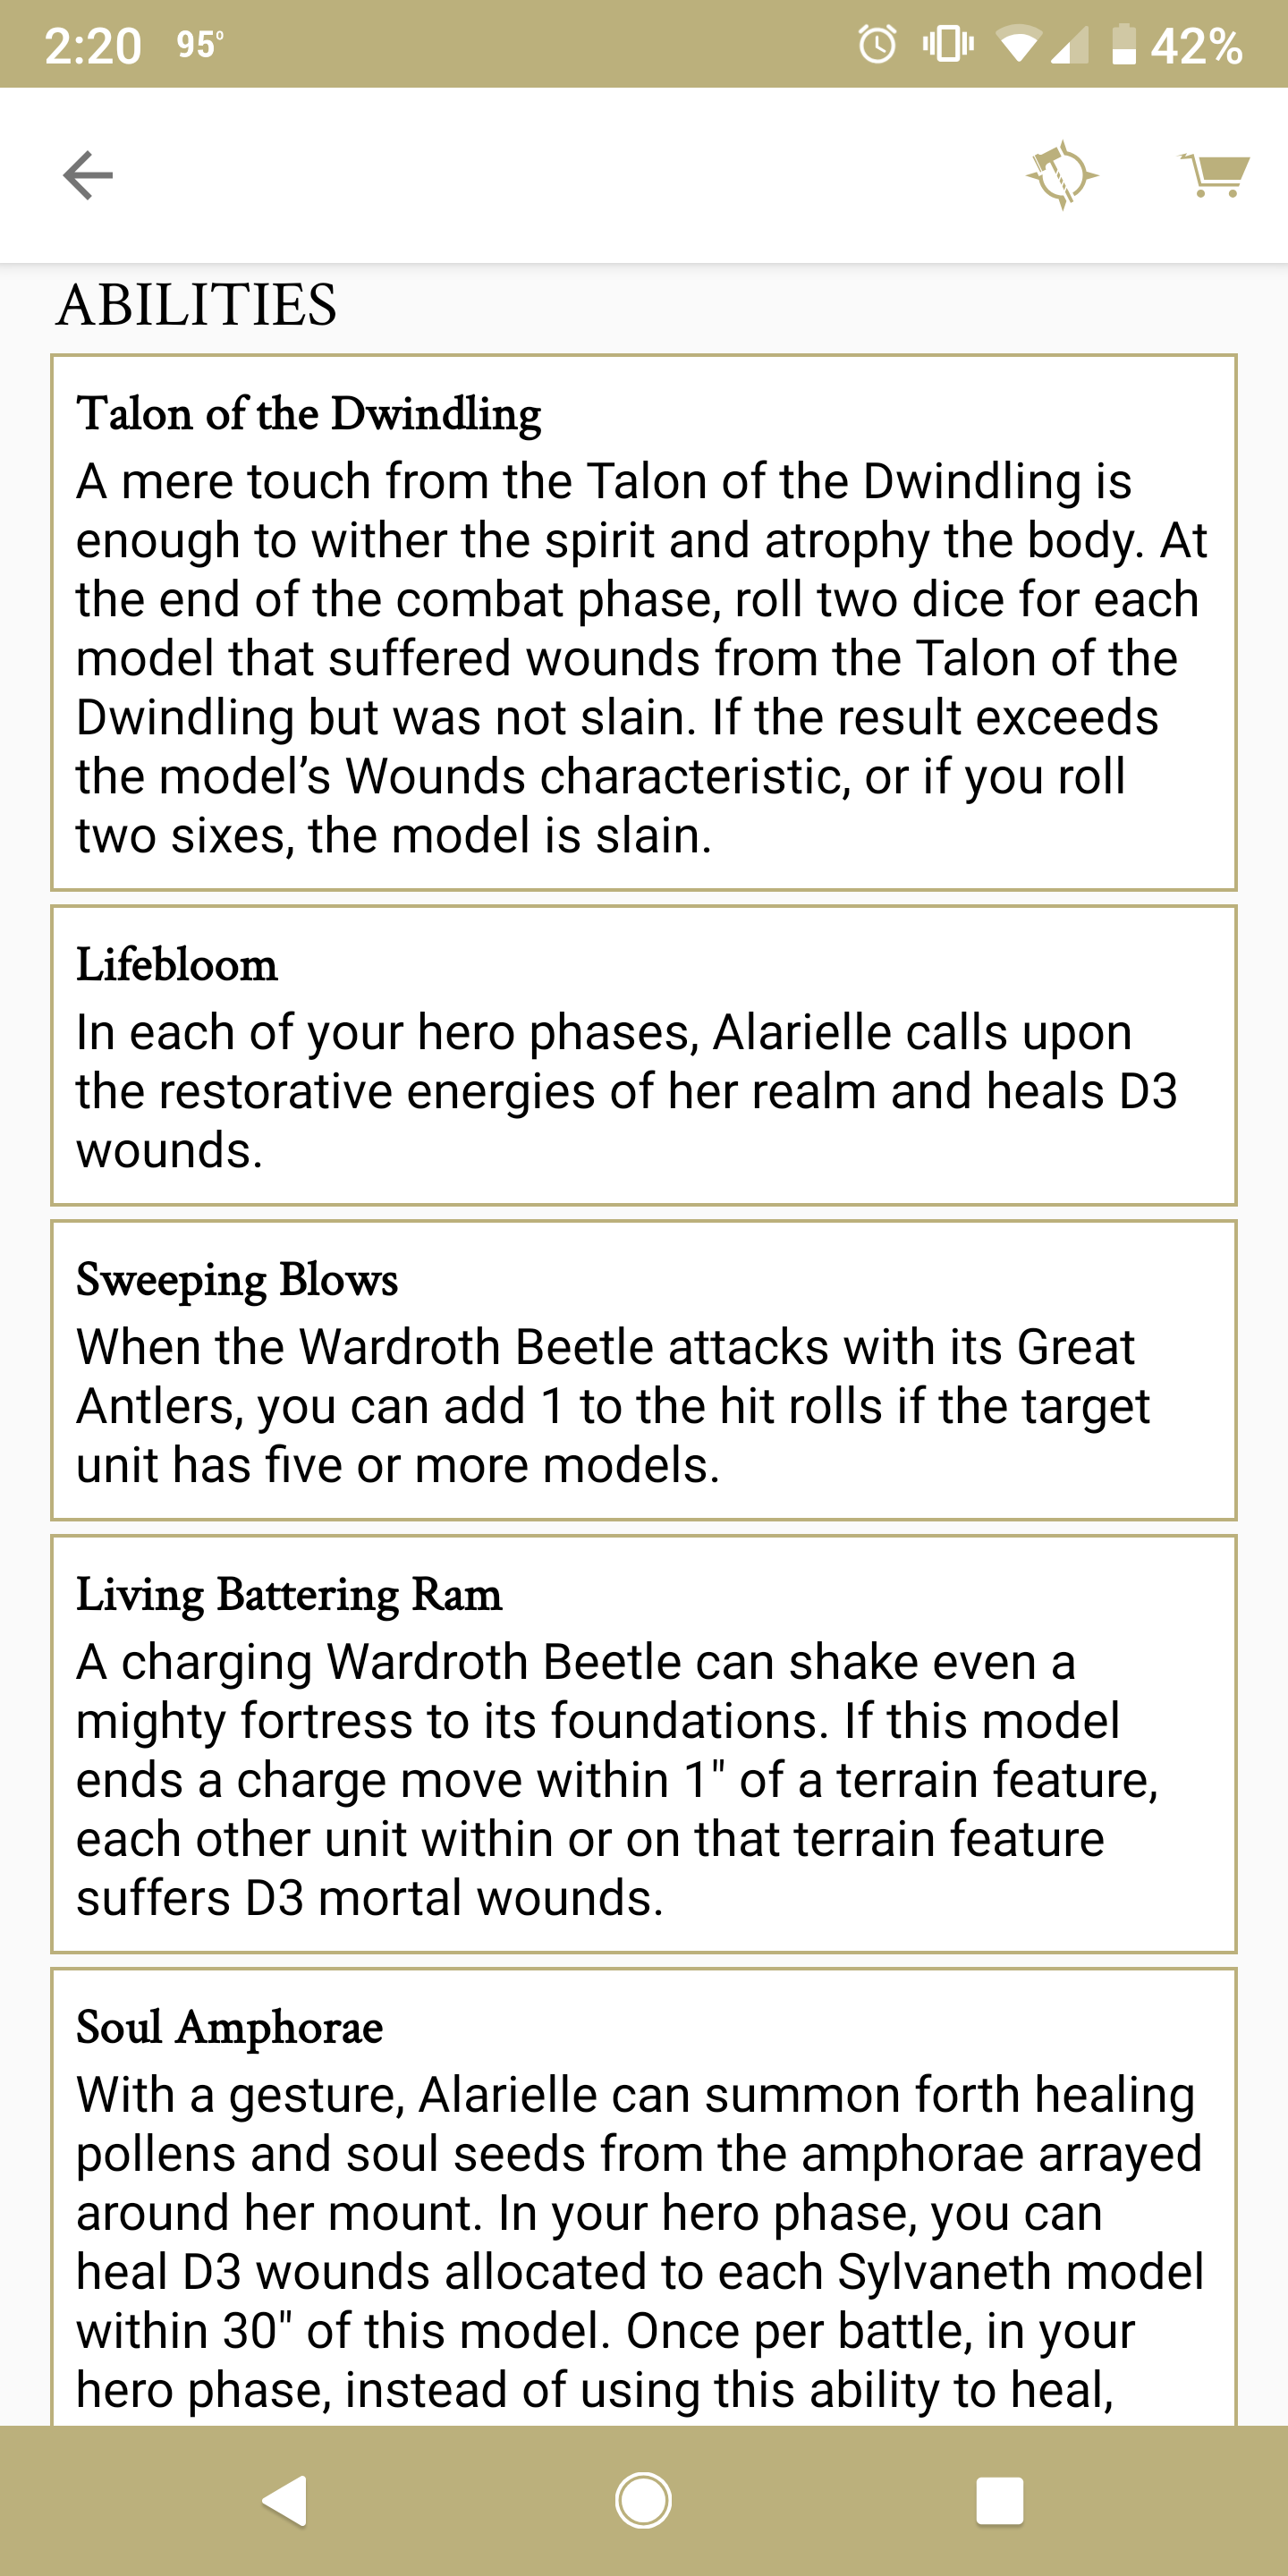 2:20 95° 42%
ABILITIES
Talon of the Dwindling
A mere touch from the Talon of the Dwindling is
enough to wither the spirit and atrophy the body. At
the end of the combat phase, roll two dice for each
model that suffered wounds from the Talon of the
Dwindling but was not slain. If the result exceeds
the model’s Wounds characteristic, or if you roll
two sixes, the model is slain.
Lifebloom
In each of your hero phases, Alarielle calls upon
the restorative energies of her realm and heals D3
wounds.
Sweeping Blows
When the Wardroth Beetle attacks with its Great
Antlers, you can add 1 to the hit rolls if the target
unit has five or more models.
Living Battering Ram
A charging Wardroth Beetle can shake even a
mighty fortress to its foundations. If this model
ends a charge move within 1" of a terrain feature,
each other unit within or on that terrain feature
suffers D3 mortal wounds.
Soul Amphorae
With a gesture, Alarielle can summon forth healing
pollens and soul seeds from the amphorae arrayed
around her mount. In your hero phase, you can
heal D3 wounds allocated to each Sylvaneth model
within 30" of this model. Once per battle, in your
hero phase, instead of using this ability to heal,